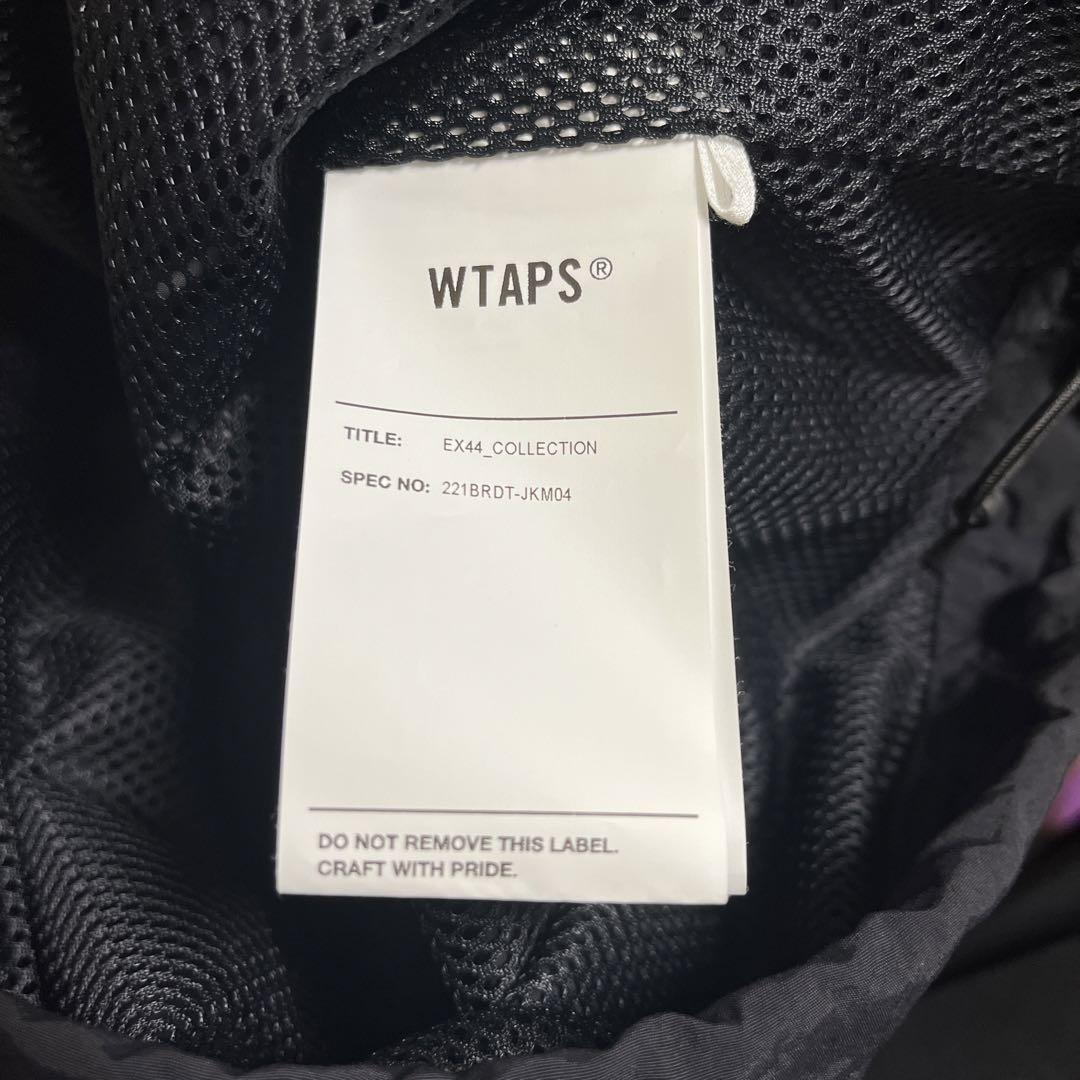 WTAPS®
TITLE: EX44_COLLECTION
SPEC NO: 221BRDT-JKM04
DO NOT REMOVE THIS LABEL.
CRAFT WITH PRIDE.